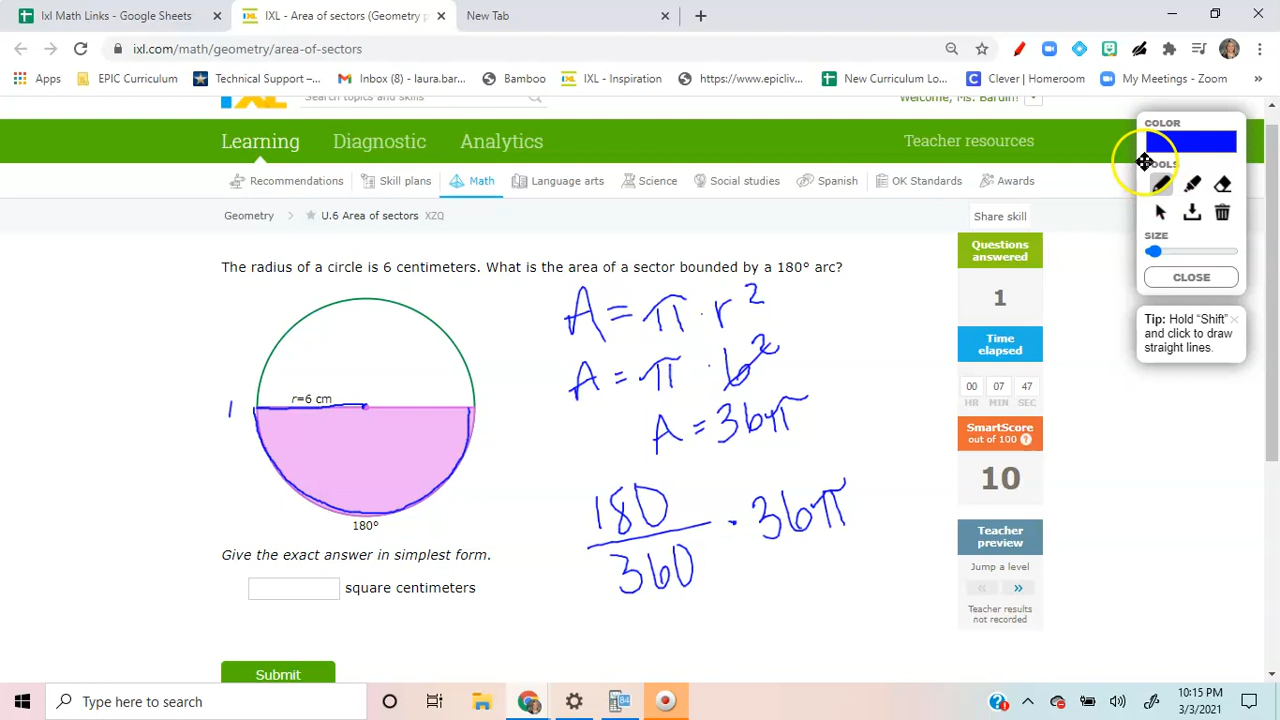 Ixl Math Links - Google Sheets × IXL - Area of sectors (Geometry p × New Tab × +
ixl.com/math/geometry/area-of-sectors
Apps EPIC Curriculum Technical Support –... Inbox (8) - laura.bar... Bamboo IXL - Inspiration http://www.epicliv... New Curriculum Lo... Clever | Homeroom My Meetings - Zoom »
IXL Search topics and skills Welcome, Ms. Bardin!
Learning Diagnostic Analytics Teacher resources
Recommendations Skill plans Math Language arts Science Social studies Spanish OK Standards Awards
Geometry > ★ U.6 Area of sectors XZQ Share skill
The radius of a circle is 6 centimeters. What is the area of a sector bounded by a 180° arc?
r=6 cm
180°
Give the exact answer in simplest form.
square centimeters
Submit
A = π · r²
A = π · 6²
A = 36π
180/360 · 36π
Questions
answered
1
Time
elapsed
00 07 47
HR MIN SEC
SmartScore
out of 100 ?
10
Teacher
preview
Jump a level
« »
Teacher results
not recorded
COLOR
OOLS
SIZE
CLOSE
Tip: Hold "Shift" ×
and click to draw
straight lines.
Type here to search
10:15 PM
3/3/2021